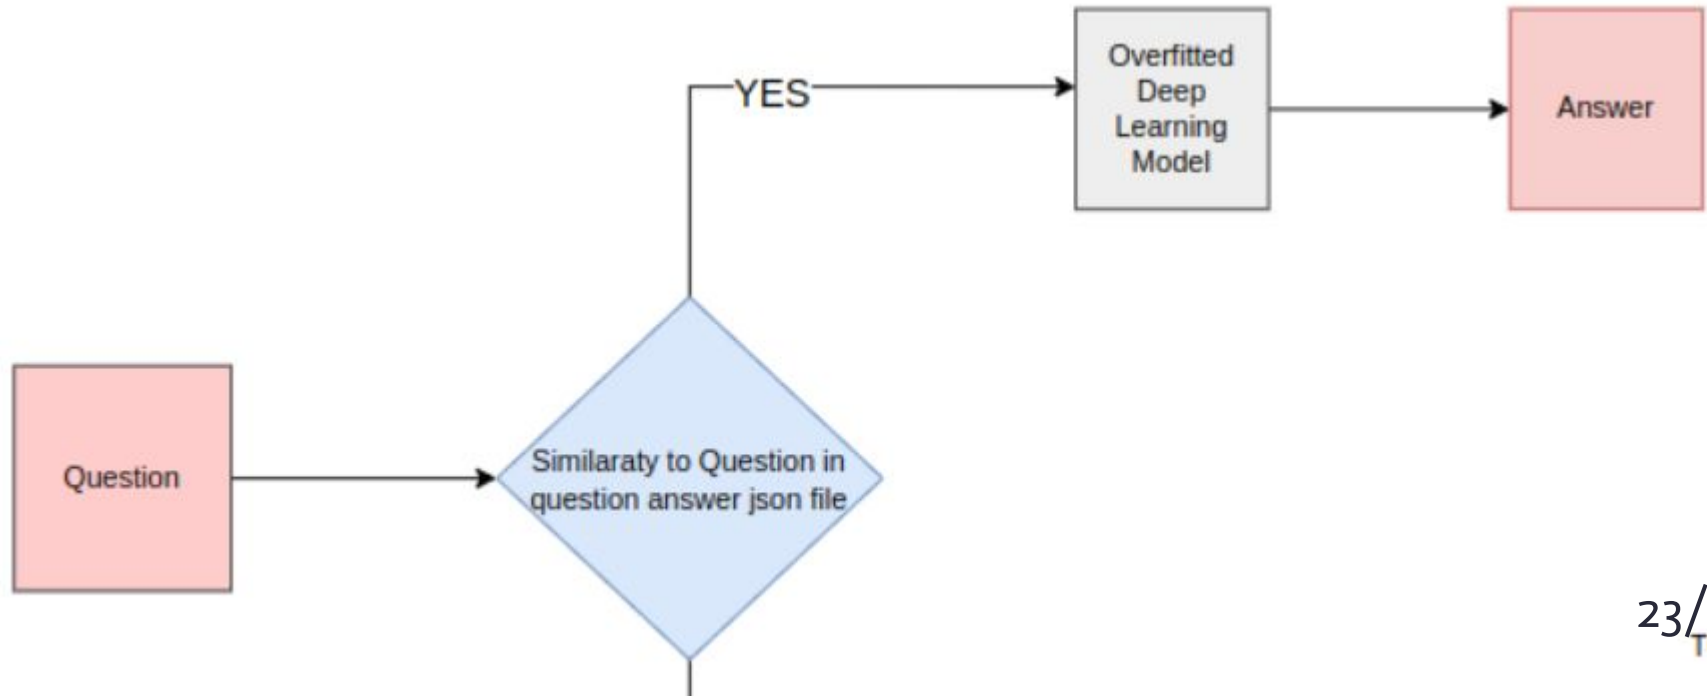 YES
Overfitted
Deep
Learning
Model
Answer
Question
Similaraty to Question in
question answer json file
23/
T